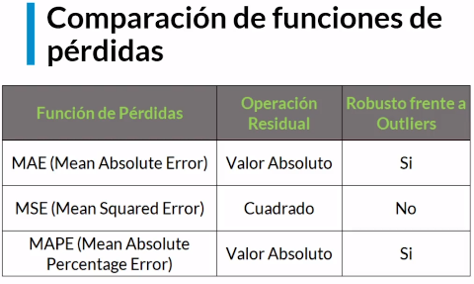 Comparación de funciones de
pérdidas
Función de Pérdidas
Operación
Residual
Robusto frente a
Outliers
MAE (Mean Absolute Error)
Valor Absoluto
Si
MSE (Mean Squared Error)
Cuadrado
No
MAPE (Mean Absolute
Percentage Error)
Valor Absoluto
Si